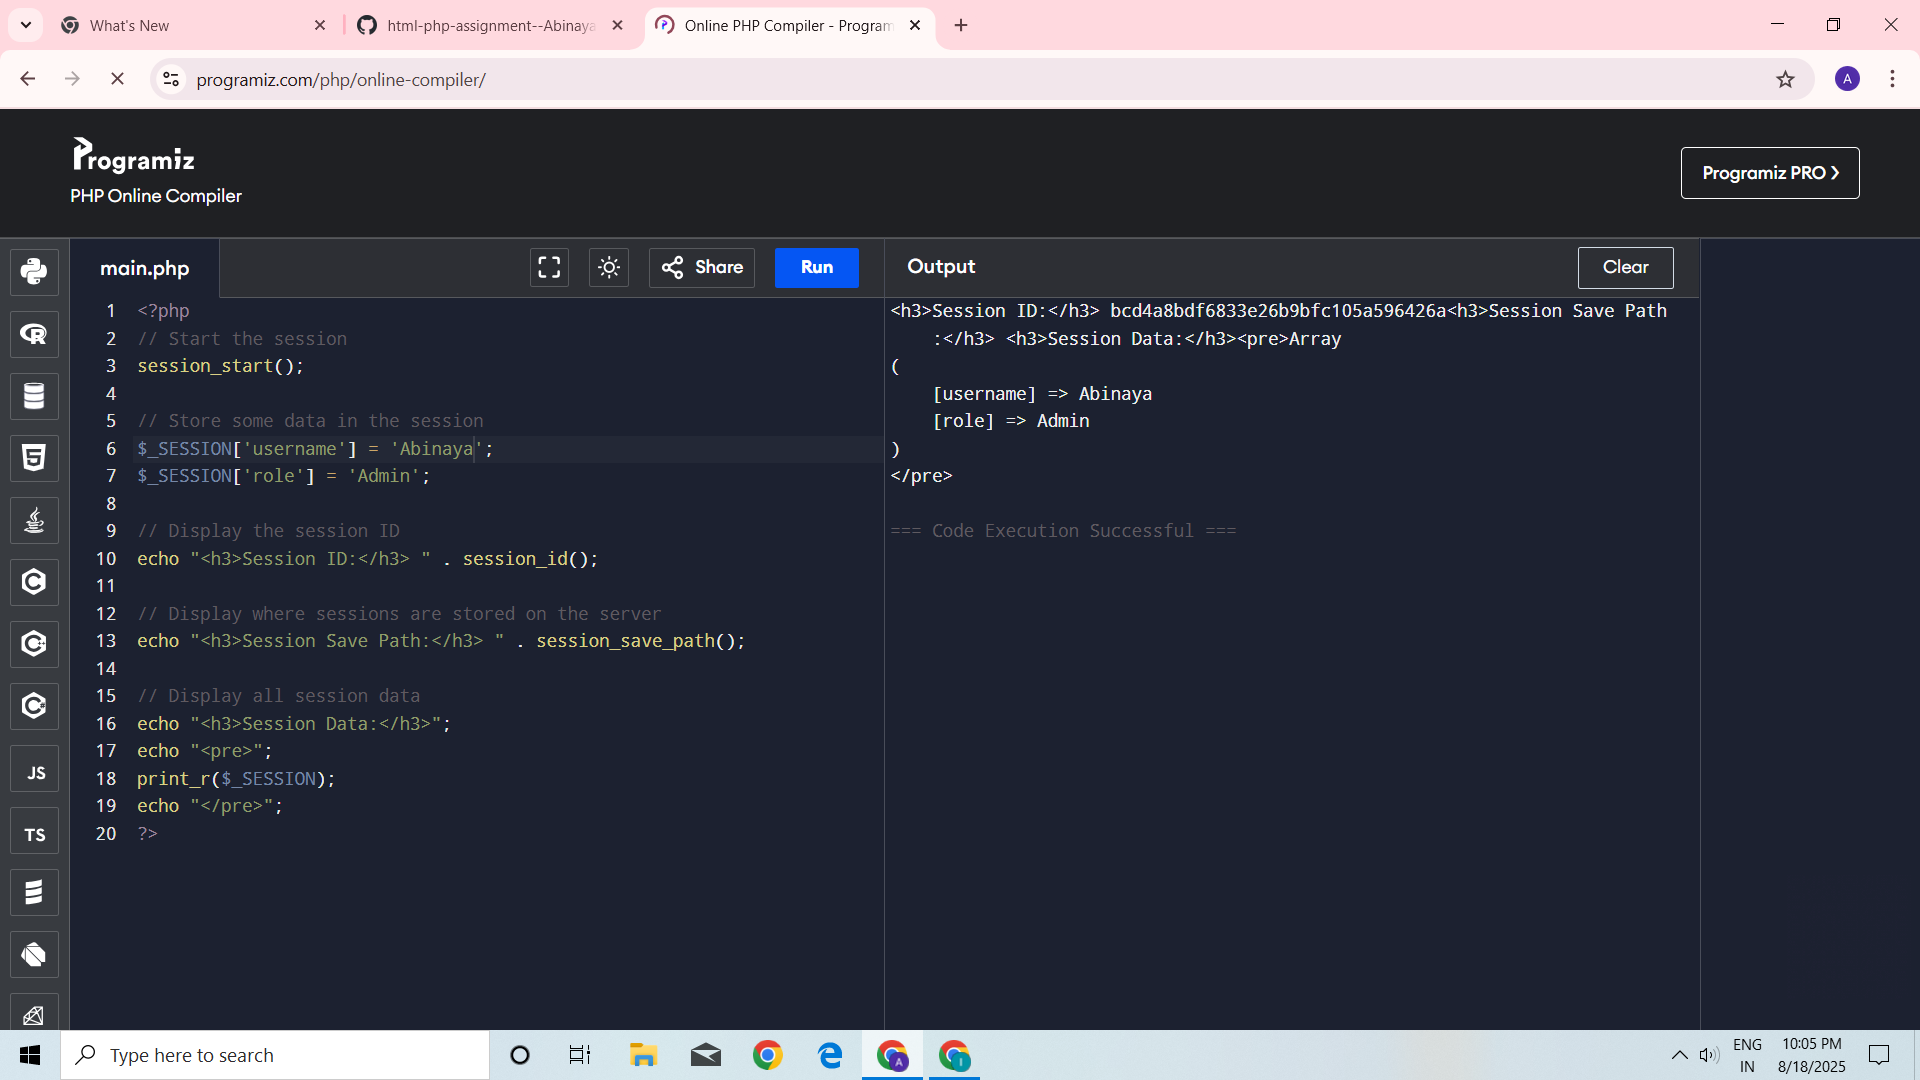 What's New
html-php-assignment--Abinaya
Online PHP Compiler - Program
programiz.com/php/online-compiler/
A
Programiz
PHP Online Compiler
Programiz PRO ❯
main.php
Share
Run
Output
Clear
1 <?php
2 // Start the session
3 session_start();
4
5 // Store some data in the session
6 $_SESSION['username'] = 'Abinaya';
7 $_SESSION['role'] = 'Admin';
8
9 // Display the session ID
10 echo "<h3>Session ID:</h3> " . session_id();
11
12 // Display where sessions are stored on the server
13 echo "<h3>Session Save Path:</h3> " . session_save_path();
14
15 // Display all session data
16 echo "<h3>Session Data:</h3>";
17 echo "<pre>";
18 print_r($_SESSION);
19 echo "</pre>";
20 ?>
<h3>Session ID:</h3> bcd4a8bdf6833e26b9bfc105a596426a<h3>Session Save Path
:</h3> <h3>Session Data:</h3><pre>Array
(
[username] => Abinaya
[role] => Admin
)
</pre>
=== Code Execution Successful ===
JS
TS
Type here to search
A
I
ENG
IN
10:05 PM
8/18/2025